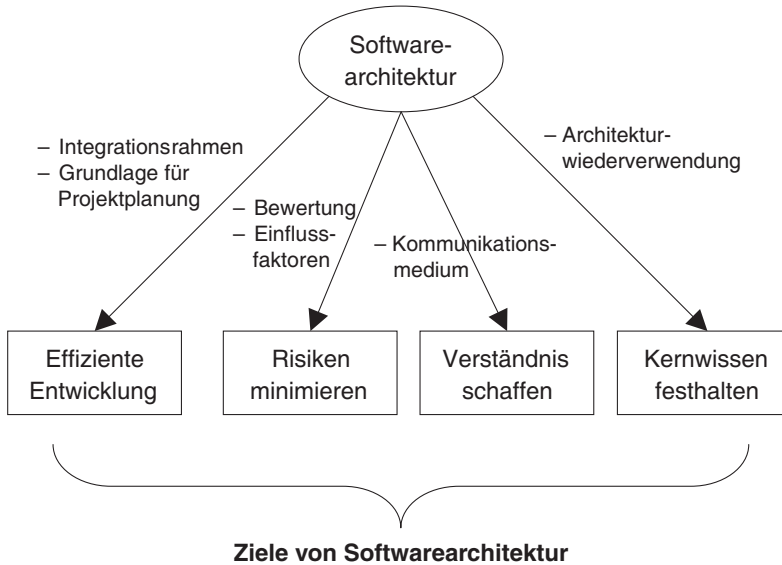 Software-
architektur
– Integrationsrahmen
– Grundlage für
Projektplanung
– Bewertung
– Einfluss-
faktoren
– Kommunikations-
medium
– Architektur-
wiederverwendung
Effiziente
Entwicklung
Risiken
minimieren
Verständnis
schaffen
Kernwissen
festhalten
Ziele von Softwarearchitektur